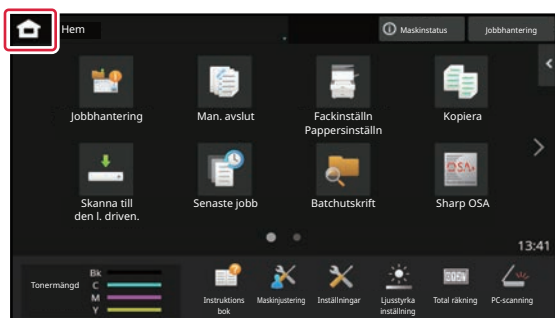 Hem
Maskinstatus
Jobbhantering
Jobbhantering
Man. avslut
Fackinställn
Pappersinställn
Kopiera
Skanna till
den l. driven.
Senaste jobb
Batchutskrift
Sharp OSA
13:41
Tonermängd
Bk
C
M
Y
Instruktions
bok
Maskinjustering
Inställningar
Ljusstyrka
inställning
Total räkning
PC-scanning